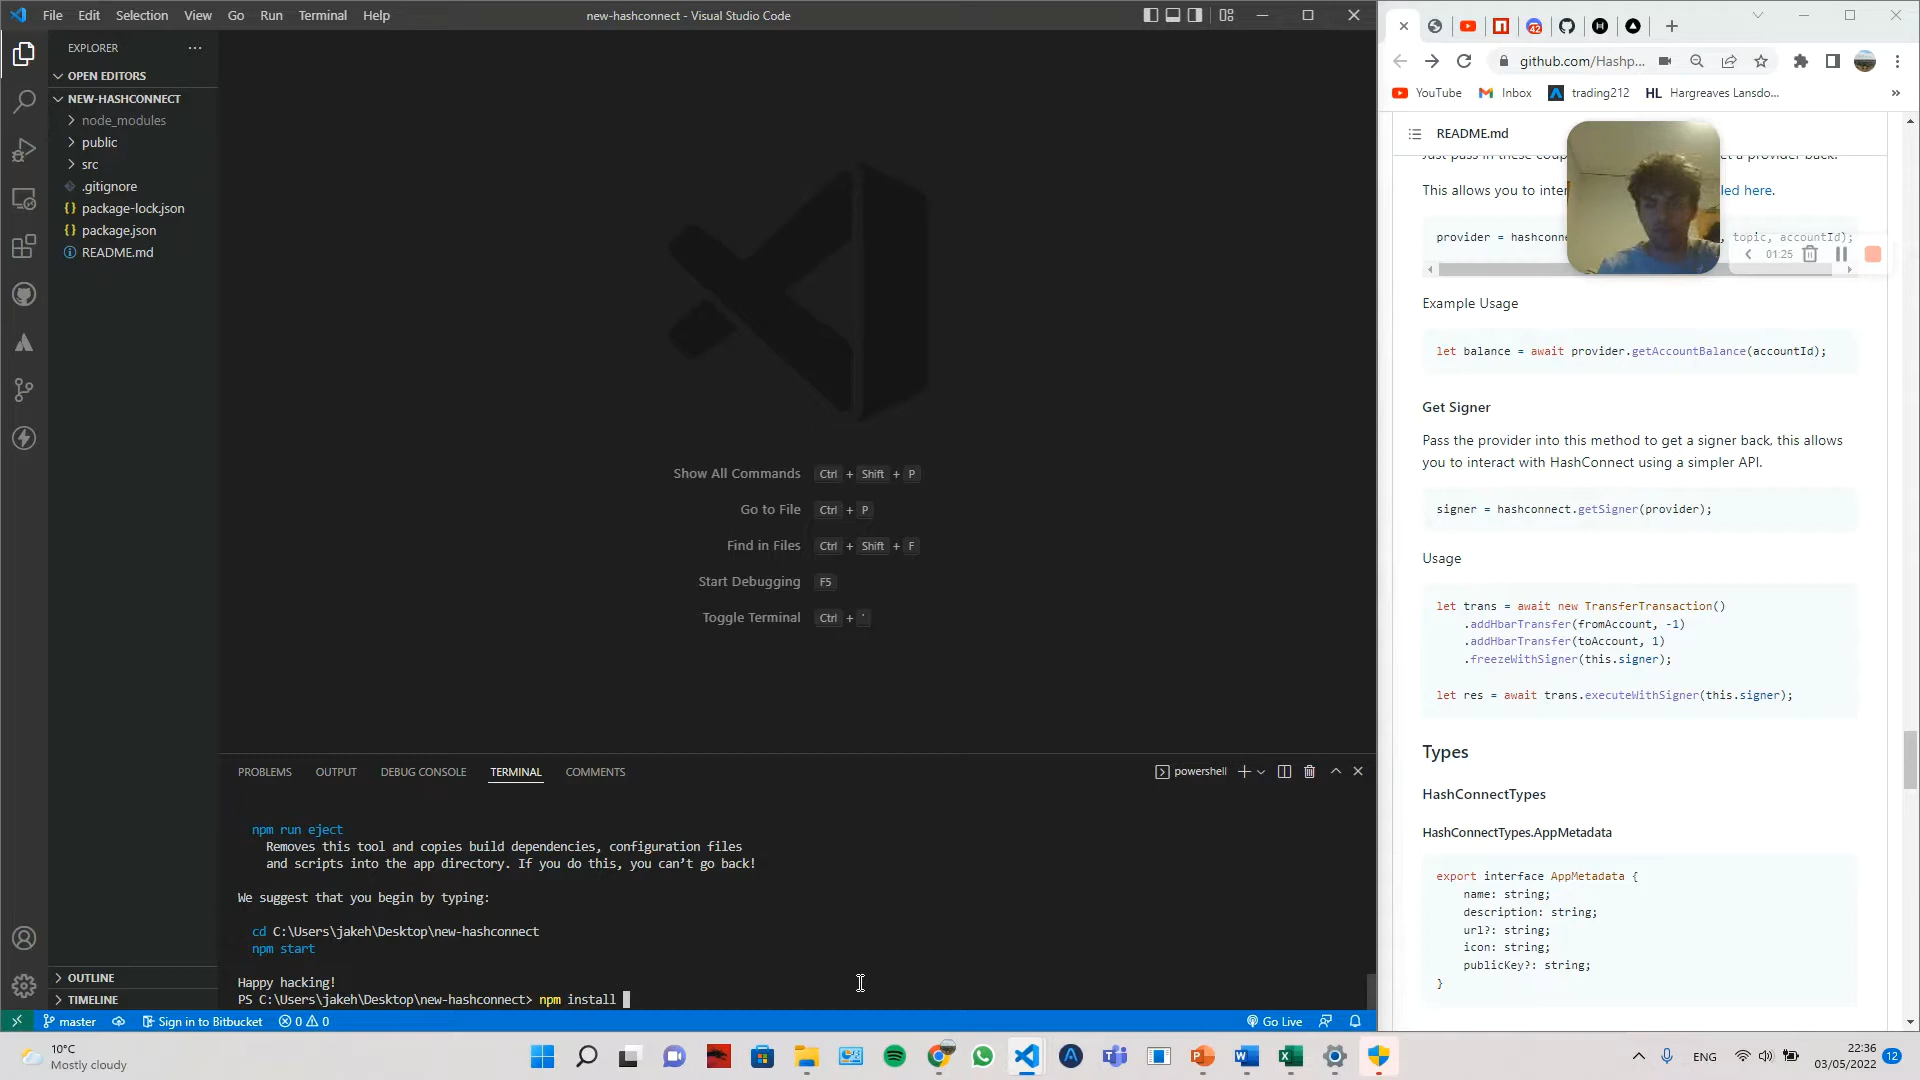 File Edit Selection View Go Run Terminal Help
new-hashconnect - Visual Studio Code
EXPLORER
OPEN EDITORS
NEW-HASHCONNECT
node_modules
public
src
.gitignore
package-lock.json
package.json
README.md
OUTLINE
TIMELINE
Show All Commands Ctrl + Shift + P
Go to File Ctrl + P
Find in Files Ctrl + Shift + F
Start Debugging F5
Toggle Terminal Ctrl + `
PROBLEMS OUTPUT DEBUG CONSOLE TERMINAL COMMENTS
powershell
npm run eject
Removes this tool and copies build dependencies, configuration files
and scripts into the app directory. If you do this, you can’t go back!
We suggest that you begin by typing:
cd C:\Users\jakeh\Desktop\new-hashconnect
npm start
Happy hacking!
PS C:\Users\jakeh\Desktop\new-hashconnect> npm install
master Sign in to Bitbucket 0 0
Go Live
42
github.com/Hashp...
YouTube Inbox trading212 HL Hargreaves Lansdo... »
README.md
This allows you to inter led here.
provider = hashconne , topic, accountId);
01:25
Example Usage
let balance = await provider.getAccountBalance(accountId);
Get Signer
Pass the provider into this method to get a signer back, this allows
you to interact with HashConnect using a simpler API.
signer = hashconnect.getSigner(provider);
Usage
let trans = await new TransferTransaction()
.addHbarTransfer(fromAccount, -1)
.addHbarTransfer(toAccount, 1)
.freezeWithSigner(this.signer);
let res = await trans.executeWithSigner(this.signer);
Types
HashConnectTypes
HashConnectTypes.AppMetadata
export interface AppMetadata {
name: string;
description: string;
url?: string;
icon: string;
publicKey?: string;
}
10°C
Mostly cloudy
ENG
22:36
03/05/2022
12